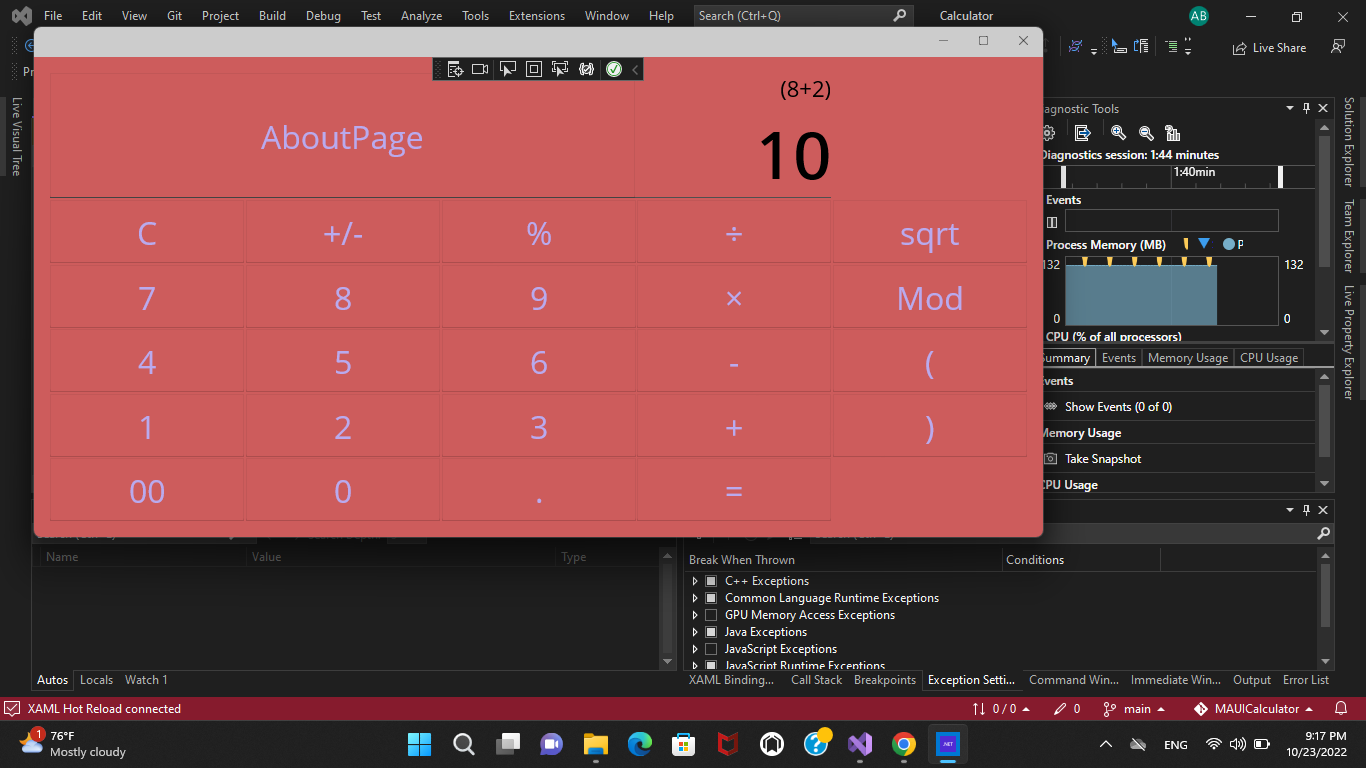 File Edit View Git Project Build Debug Test Analyze Tools Extensions Window Help Search (Ctrl+Q) Calculator AB
Live Share
(8+2)
AboutPage
10
C +/- % ÷ sqrt
7 8 9 × Mod
4 5 6 - (
1 2 3 + )
00 0 . =
Live Visual Tree
agnostic Tools
Diagnostics session: 1:44 minutes
1:40min
Events
Process Memory (MB) P
132 132
0 0
CPU (% of all processors)
Summary Events Memory Usage CPU Usage
Events
Show Events (0 of 0)
Memory Usage
Take Snapshot
CPU Usage
Solution Explorer
Team Explorer
Live Property Explorer
Name Value Type
Break When Thrown Conditions
C++ Exceptions
Common Language Runtime Exceptions
GPU Memory Access Exceptions
Java Exceptions
JavaScript Exceptions
JavaScript Runtime Exceptions
Autos Locals Watch 1
XAML Binding... Call Stack Breakpoints Exception Setti... Command Win... Immediate Win... Output Error List
XAML Hot Reload connected 0 / 0 0 main MAUICalculator
1 76°F
Mostly cloudy
.NET
ENG
9:17 PM
10/23/2022